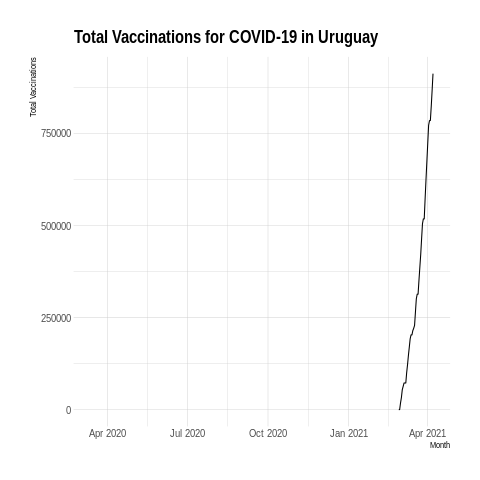 Total Vaccinations for COVID-19 in Uruguay
Total Vaccinations
750000
500000
250000
0
Apr 2020 Jul 2020 Oct 2020 Jan 2021 Apr 2021
Month